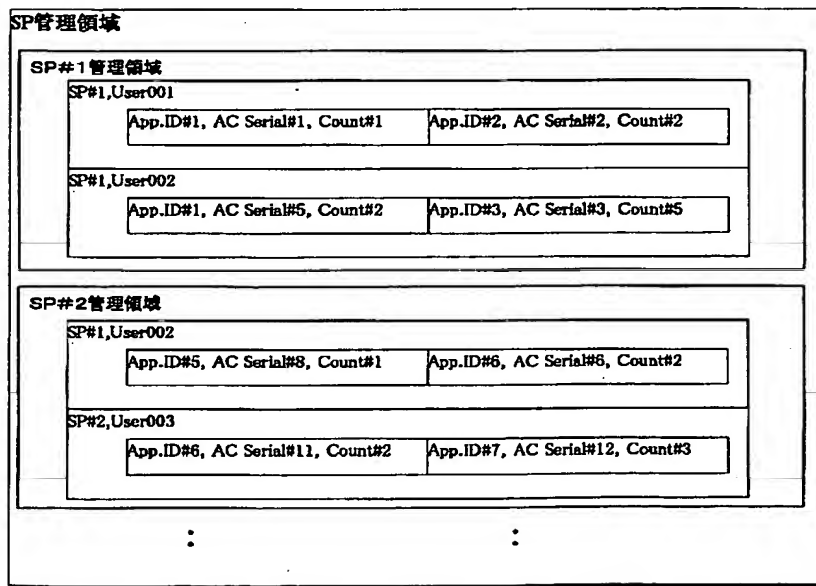 SP管理領域
SP#1管理領域
SP#1,User001
App.ID#1, AC Serial#1, Count#1 App.ID#2, AC Serial#2, Count#2
SP#1,User002
App.ID#1, AC Serial#5, Count#2 App.ID#3, AC Serial#3, Count#5
SP#2管理領域
SP#1,User002
App.ID#5, AC Serial#8, Count#1 App.ID#6, AC Serial#6, Count#2
SP#2,User003
App.ID#6, AC Serial#11, Count#2 App.ID#7, AC Serial#12, Count#3